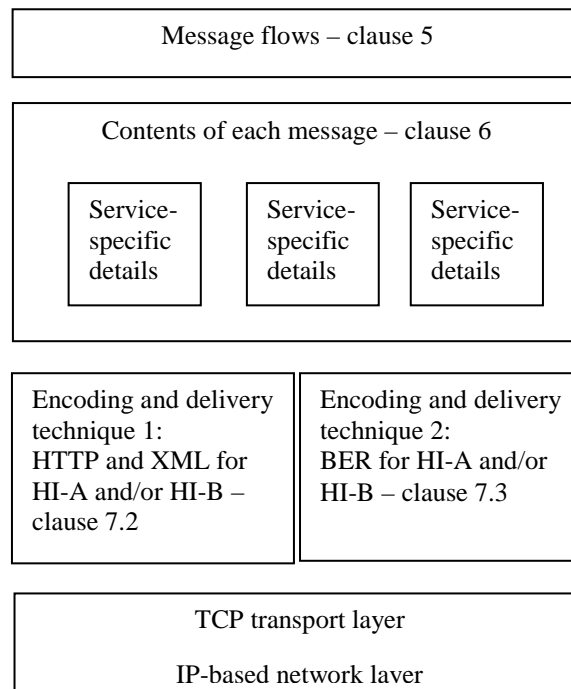 Message flows – clause 5
Contents of each message – clause 6
Service-
specific
details
Service-
specific
details
Service-
specific
details
Encoding and delivery
technique 1:
HTTP and XML for
HI-A and/or HI-B –
clause 7.2
Encoding and delivery
technique 2:
BER for HI-A and/or
HI-B – clause 7.3
TCP transport layer
IP-based network layer